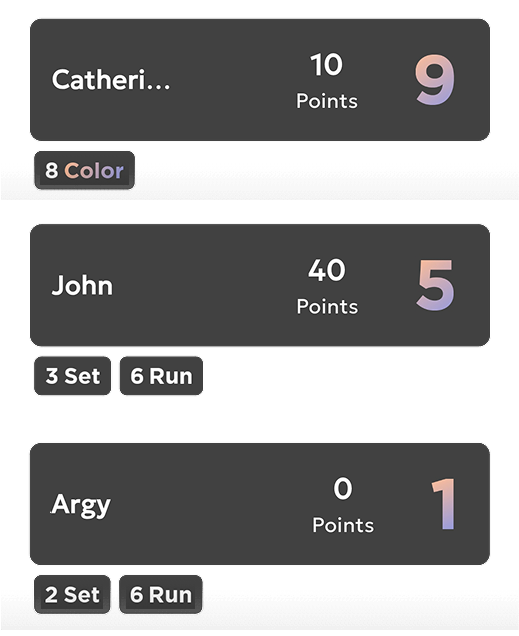 Catheri...
10
Points
9
8 Color
John
40
Points
5
3 Set 6 Run
Argy
0
Points
1
2 Set 6 Run